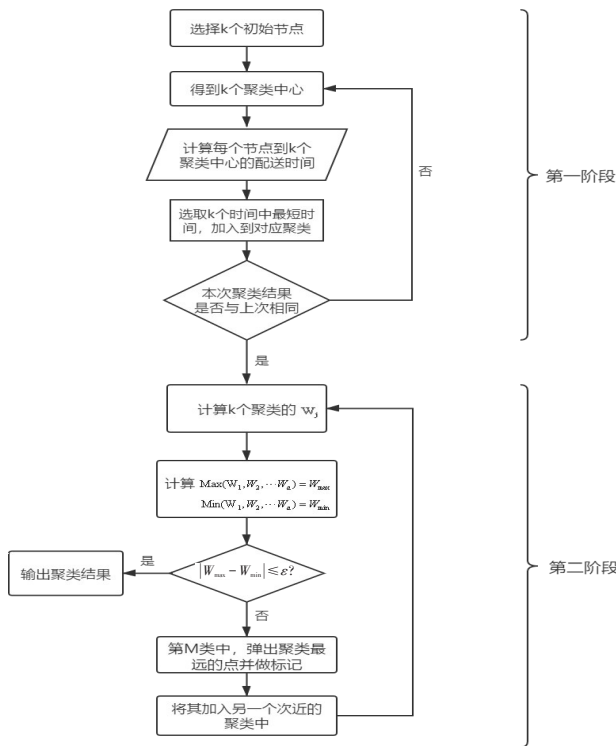 选择k个初始节点
得到k个聚类中心
计算每个节点到k个
聚类中心的配送时间
否
第一阶段
选取k个时间中最短时
间，加入到对应聚类
本次聚类结果
是否与上次相同
是
计算k个聚类的 W_j
计算 Max(W_1,W_2,⋯W_n)=W_max
Min(W_1,W_2,⋯W_n)=W_min
是
输出聚类结果
|W_max−W_min|≤ε?
第二阶段
否
第M类中，弹出聚类最
远的点并做标记
将其加入另一个次近的
聚类中